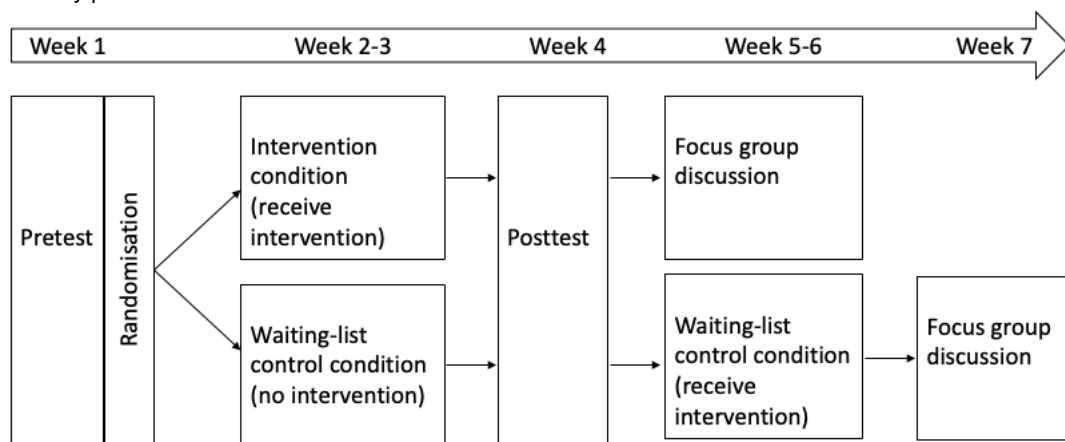 Week 1
Week 2-3
Week 4
Week 5-6
Week 7
Pretest
Randomisation
Intervention
condition
(receive
intervention)
Waiting-list
control condition
(no intervention)
Posttest
Focus group
discussion
Waiting-list
control condition
(receive
intervention)
Focus group
discussion